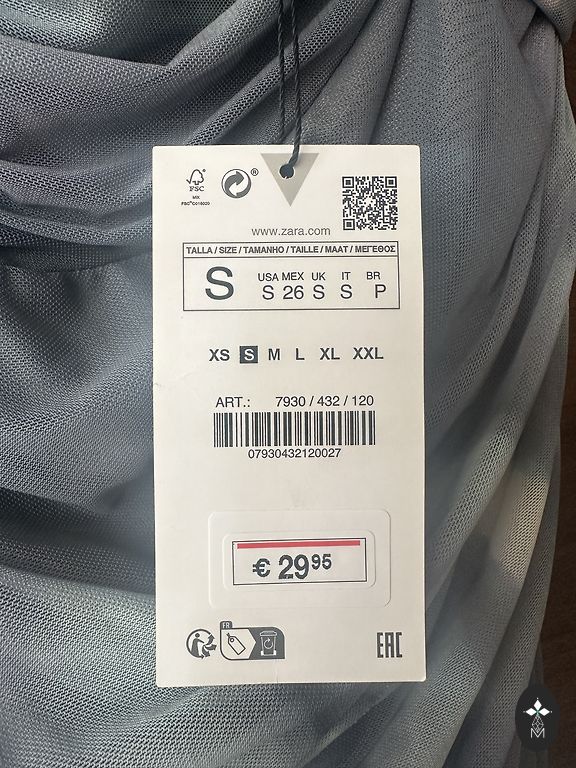 FSC
MIX
FSC® C016020
®
www.zara.com
TALLA / SIZE / TAMANHO / TAILLE / MAAT / ΜΕΓΕΘΟΣ
S
USA MEX UK IT BR
S 26 S S P
XS S M L XL XXL
ART.: 7930 / 432 / 120
07930432120027
€ 29 95
FR
EAC
M